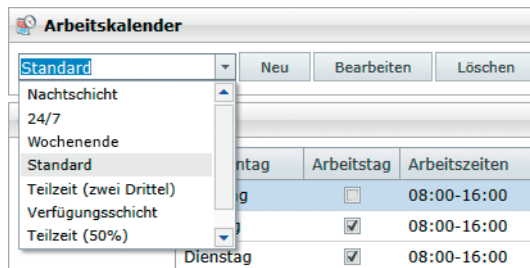 Arbeitskalender
Standard Neu Bearbeiten Löschen
Nachtschicht
24/7
Wochenende
Standard
Teilzeit (zwei Drittel)
Verfügungsschicht
Teilzeit (50%)
ntag Arbeitstag Arbeitszeiten
g 08:00-16:00
08:00-16:00
Dienstag 08:00-16:00